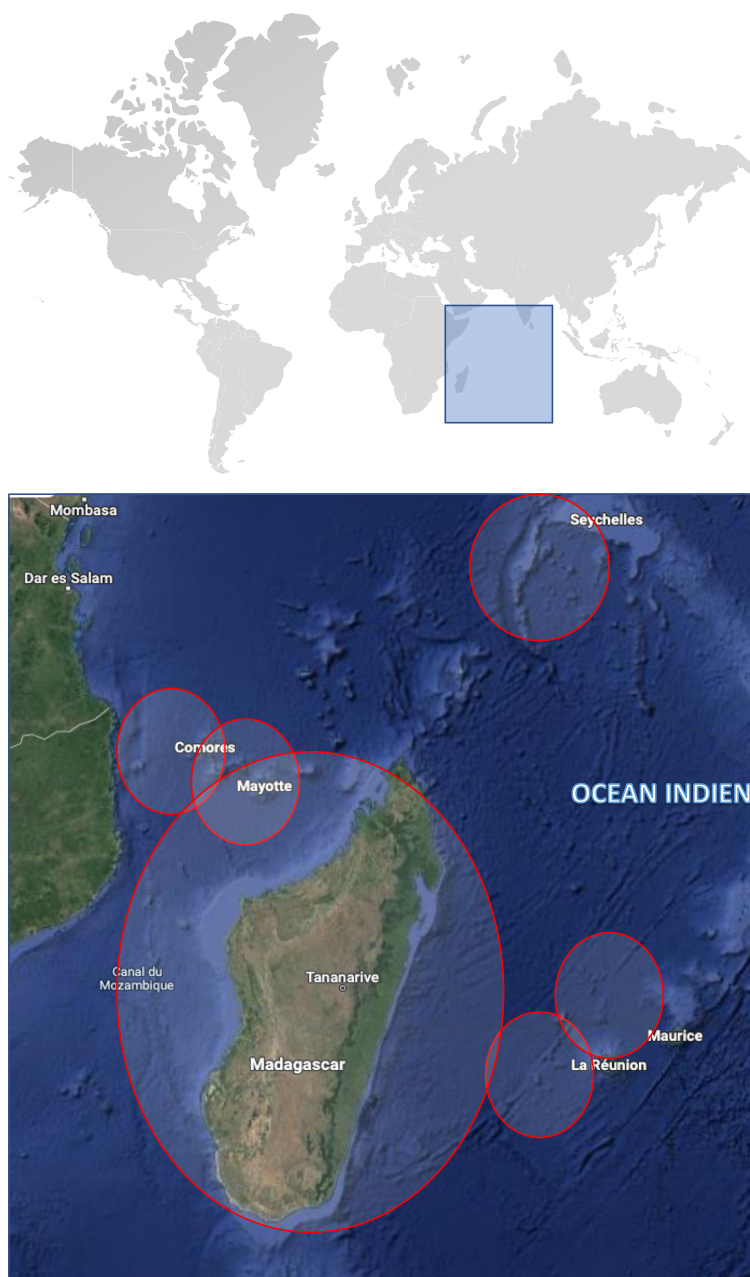 Mombasa
Seychelles
Dar es Salam
Comores
Mayotte
OCEAN INDIEN
Canal du
Mozambique
Tananarive
Maurice
La Réunion
Madagascar